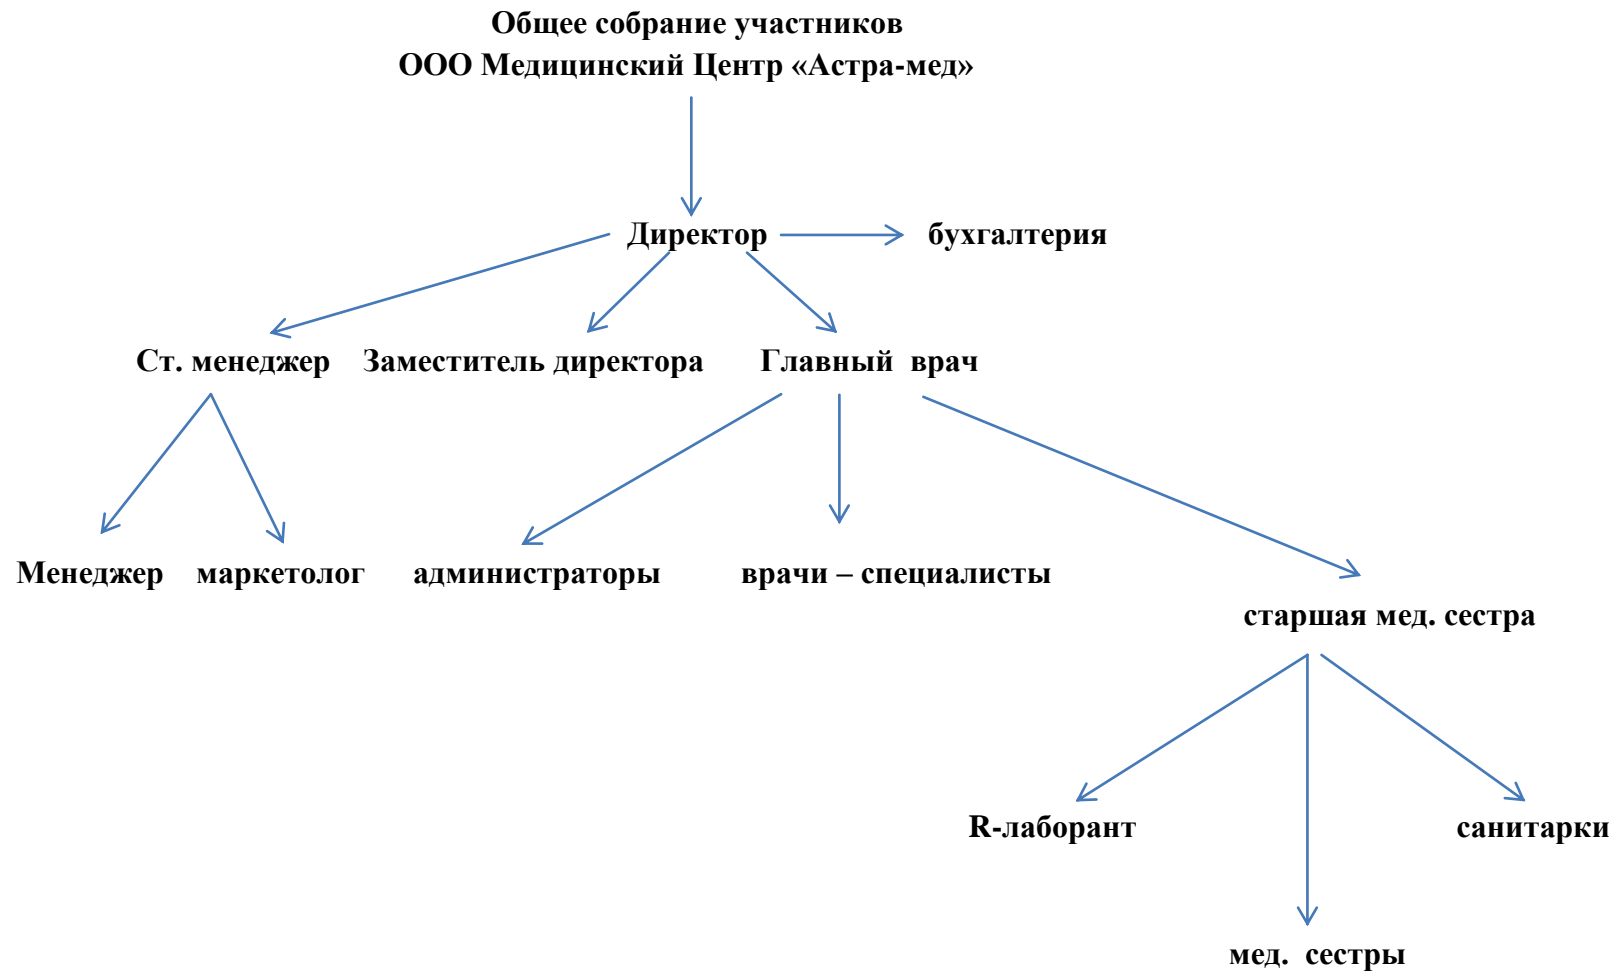 Общее собрание участников
ООО Медицинский Центр «Астра-мед»
Директор
бухгалтерия
Ст. менеджер
Заместитель директора
Главный врач
Менеджер
маркетолог
администраторы
врачи – специалисты
старшая мед. сестра
R-лаборант
санитарки
мед. сестры